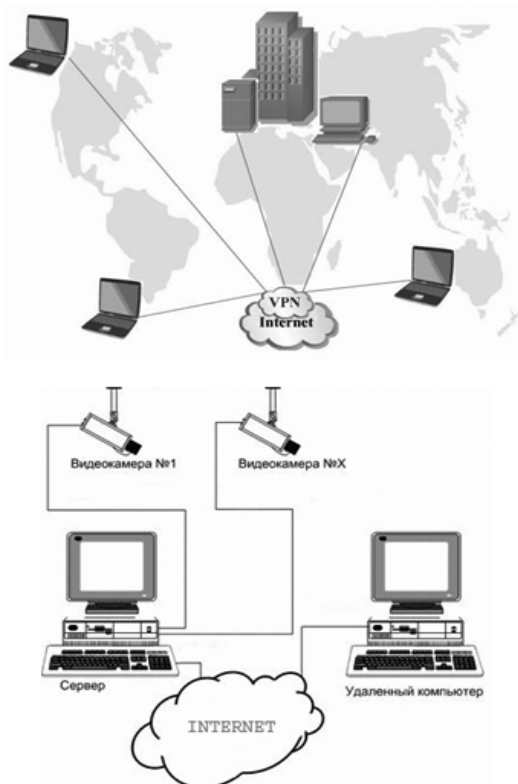 VPN
Internet
Видеокамера №1
Видеокамера №X
Сервер
Удаленный компьютер
INTERNET